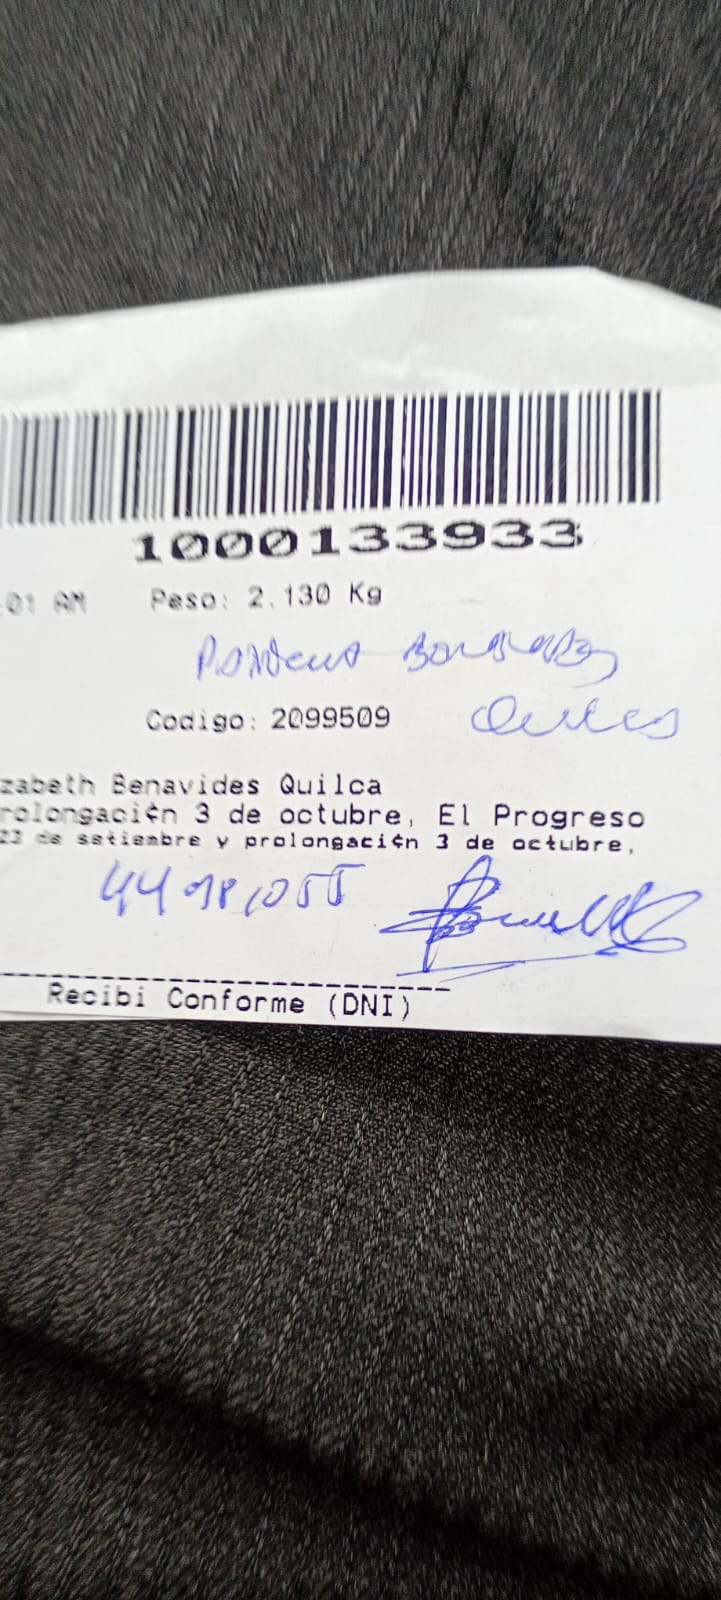 1000133933
:01 AM Peso: 2.130 Kg
Codigo: 2099509
zabeth Benavides Quilca
rolongaci¢n 3 de octubre, El Progreso
23 de setiembre y prolongaci¢n 3 de octubre,
Recibi Conforme (DNI)